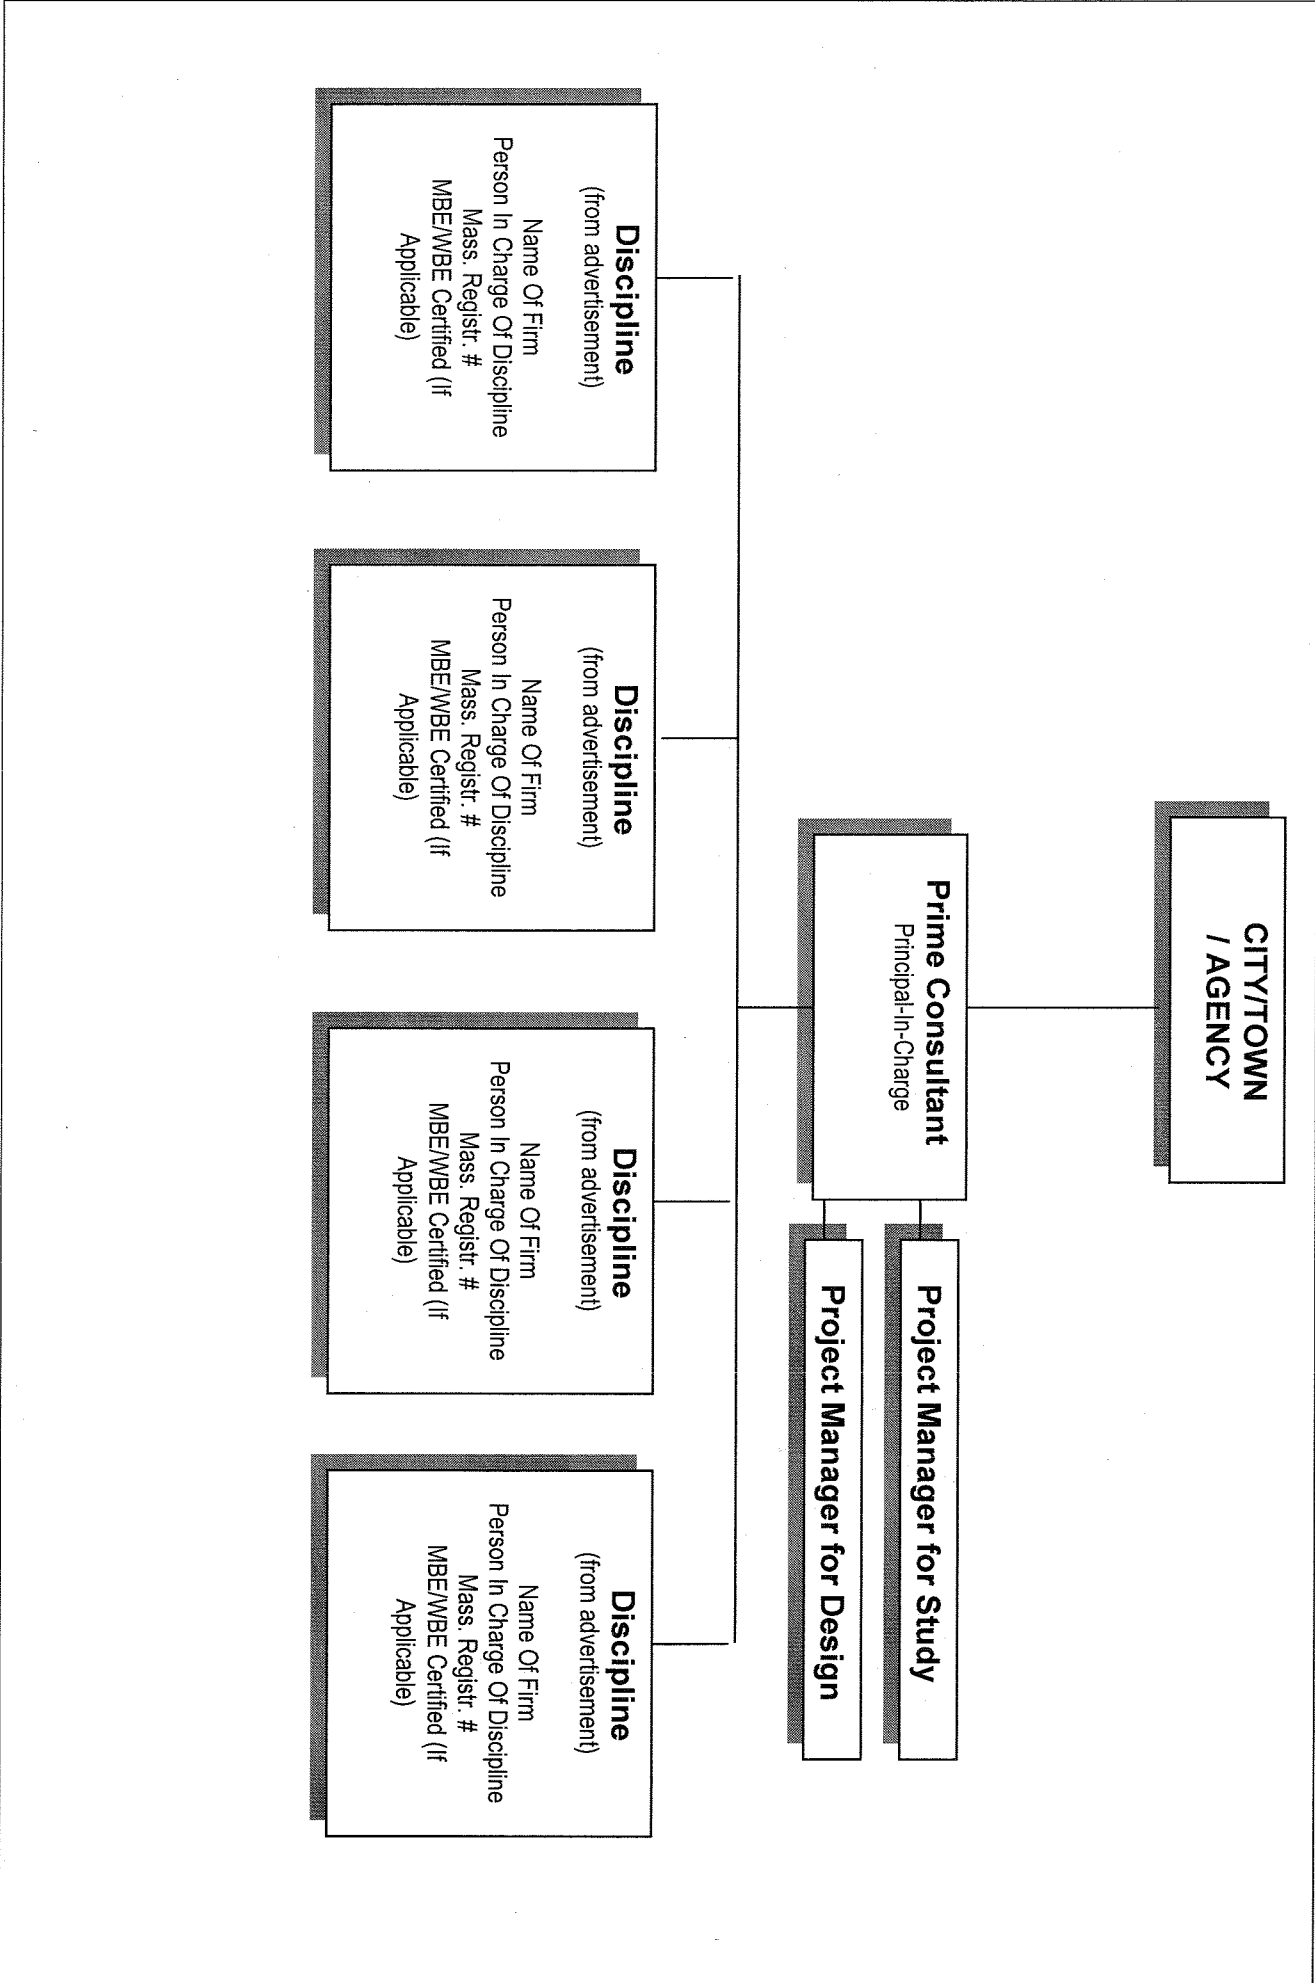 CITY/TOWN
/ AGENCY
Prime Consultant
Principal-In-Charge
Project Manager for Study
Project Manager for Design
Discipline
(from advertisement)
Name Of Firm
Person In Charge Of Discipline
Mass. Registr. #
MBE/WBE Certified (If
Applicable)
Discipline
(from advertisement)
Name Of Firm
Person In Charge Of Discipline
Mass. Registr. #
MBE/WBE Certified (If
Applicable)
Discipline
(from advertisement)
Name Of Firm
Person In Charge Of Discipline
Mass. Registr. #
MBE/WBE Certified (If
Applicable)
Discipline
(from advertisement)
Name Of Firm
Person In Charge Of Discipline
Mass. Registr. #
MBE/WBE Certified (If
Applicable)